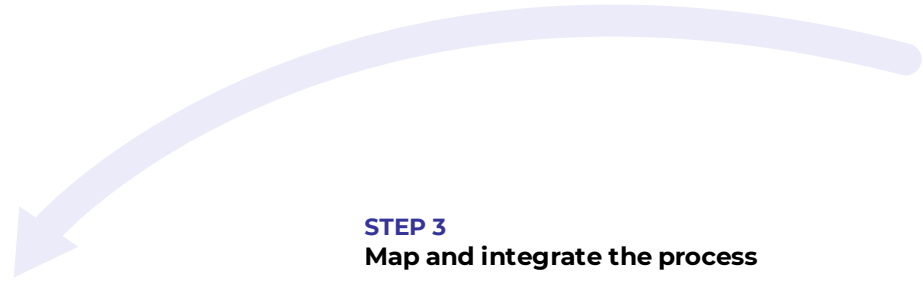 STEP 3
Map and integrate the process